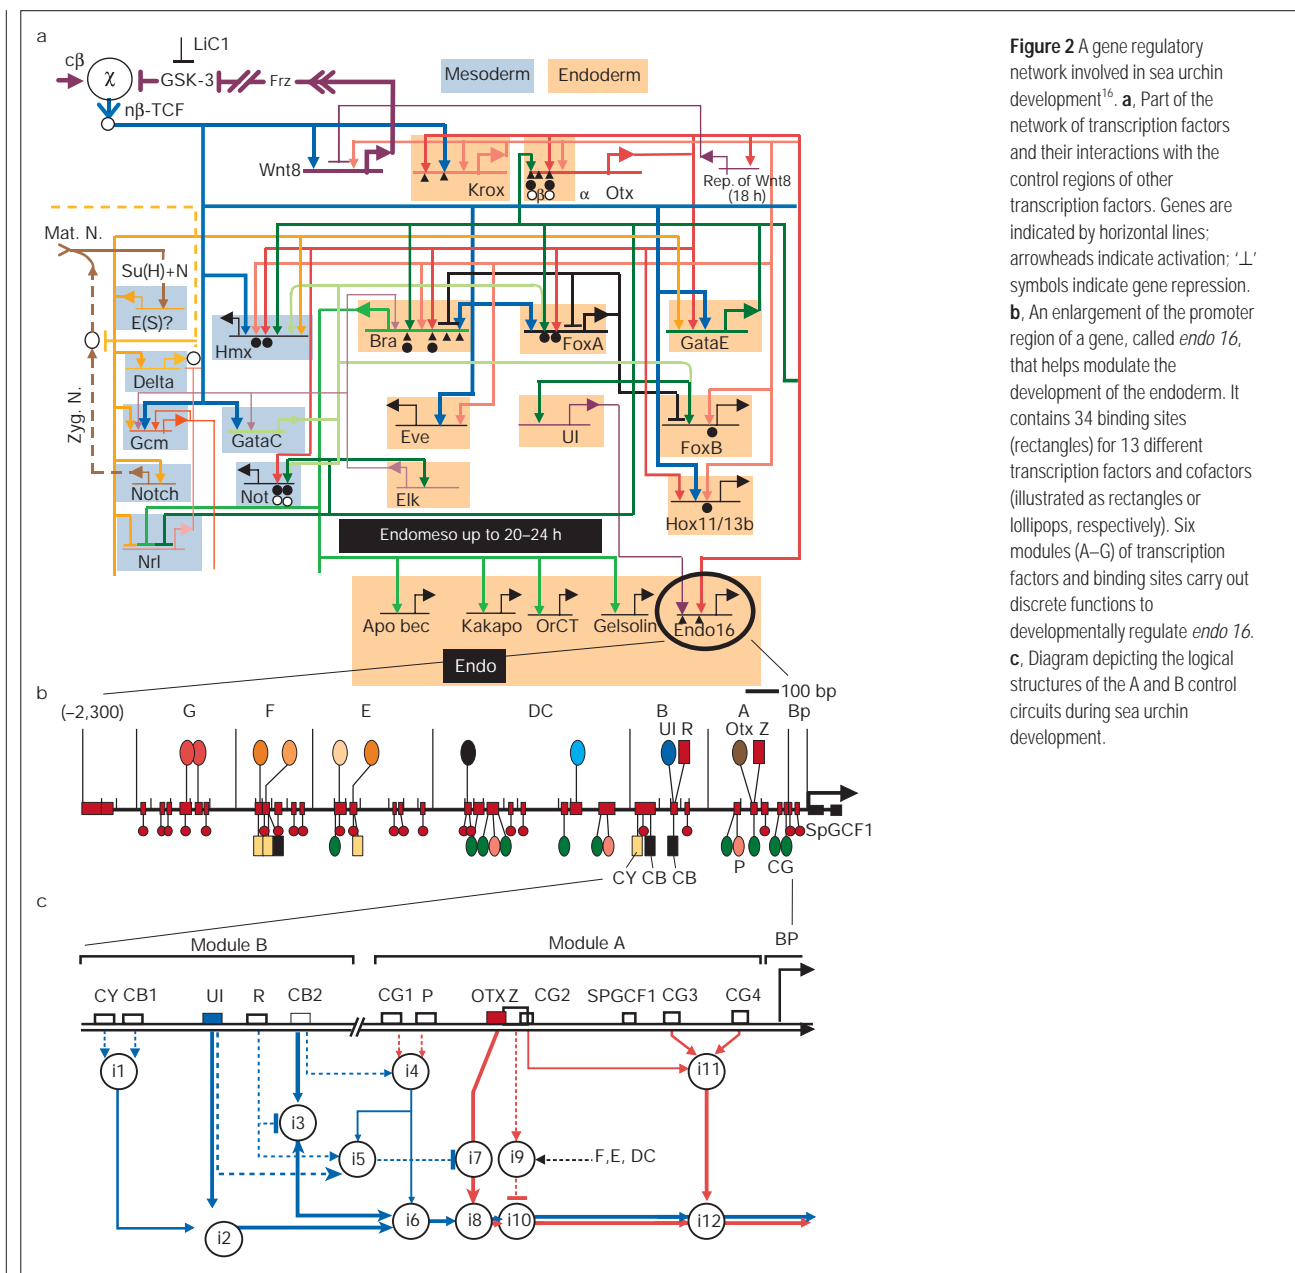 a
LiC1
cβ
χ
GSK-3
Frz
nβ-TCF
Mesoderm
Endoderm
Wnt8
Krox
β
α
Otx
Rep. of Wnt8
(18 h)
Mat. N.
Su(H)+N
E(S)?
Hmx
Bra
FoxA
GataE
Delta
Zyg. N.
Gcm
GataC
Eve
UI
FoxB
Notch
Not
Elk
Hox11/13b
Nrl
Endomeso up to 20–24 h
Apo bec
Kakapo
OrCT
Gelsolin
Endo16
Endo
b
100 bp
(–2,300)
G
F
E
DC
B
A
Bp
UI R
Otx Z
SpGCF1
CY CB CB
P
CG
c
Module B
Module A
BP
CY CB1
UI
R
CB2
CG1
P
OTX Z
CG2
SPGCF1
CG3
CG4
i1
i4
i11
i3
i5
i7
i9
F,E, DC
i2
i6
i8
i10
i12
Figure 2 A gene regulatory
network involved in sea urchin
development16. a, Part of the
network of transcription factors
and their interactions with the
control regions of other
transcription factors. Genes are
indicated by horizontal lines;
arrowheads indicate activation; ‘⊥’
symbols indicate gene repression.
b, An enlargement of the promoter
region of a gene, called endo 16,
that helps modulate the
development of the endoderm. It
contains 34 binding sites
(rectangles) for 13 different
transcription factors and cofactors
(illustrated as rectangles or
lollipops, respectively). Six
modules (A–G) of transcription
factors and binding sites carry out
discrete functions to
developmentally regulate endo 16.
c, Diagram depicting the logical
structures of the A and B control
circuits during sea urchin
development.